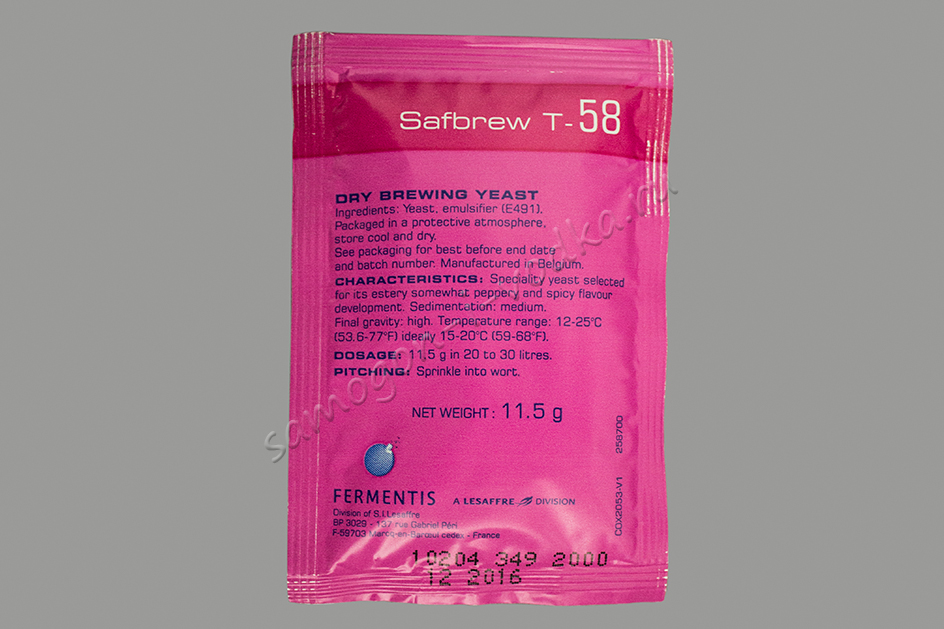 Safbrew T-58
DRY BREWING YEAST
Ingredients: Yeast, emulsifier (E491).
Packaged in a protective atmosphere,
store cool and dry.
See packaging for best before end date
and batch number. Manufactured in Belgium.
CHARACTERISTICS: Speciality yeast selected
for its estery somewhat peppery and spicy flavour
development. Sedimentation: medium.
Final gravity: high. Temperature range: 12-25°C
(53.6-77°F) ideally 15-20°C (59-68°F).
DOSAGE: 11,5 g in 20 to 30 litres.
PITCHING: Sprinkle into wort.
NET WEIGHT : 11.5 g
FERMENTIS A LESAFFRE DIVISION
Division of S.I.Lesaffre
BP 3029 - 137 rue Gabriel Péri
F-59703 Marcq-en-Baroeul cedex - France
COX2053-V1 258700
10204 349 2000
12 2016